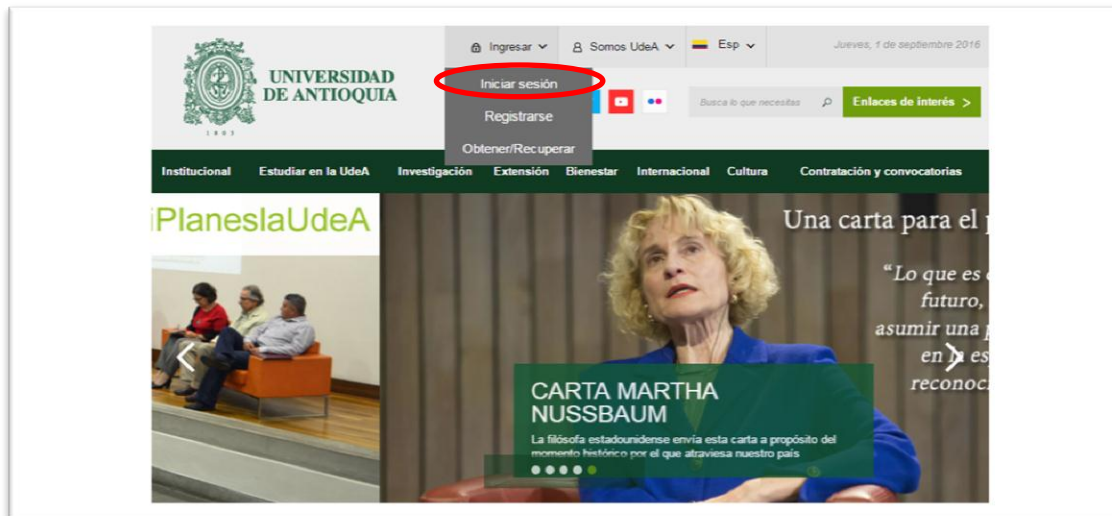 Ingresar
Somos UdeA
Esp
Jueves, 1 de septiembre 2016
UNIVERSIDAD
DE ANTIOQUIA
1803
Iniciar sesión
Registrarse
Obtener/Recuperar
Busca lo que necesitas
Enlaces de interés >
Institucional Estudiar en la UdeA Investigación Extensión Bienestar Internacional Cultura Contratación y convocatorias
iPlaneslaUdeA
Una carta para el
“Lo que es
futuro,
asumir una
en la es
reconoc
CARTA MARTHA
NUSSBAUM
La filósofa estadounidense envía esta carta a propósito del
momento histórico por el que atraviesa nuestro país